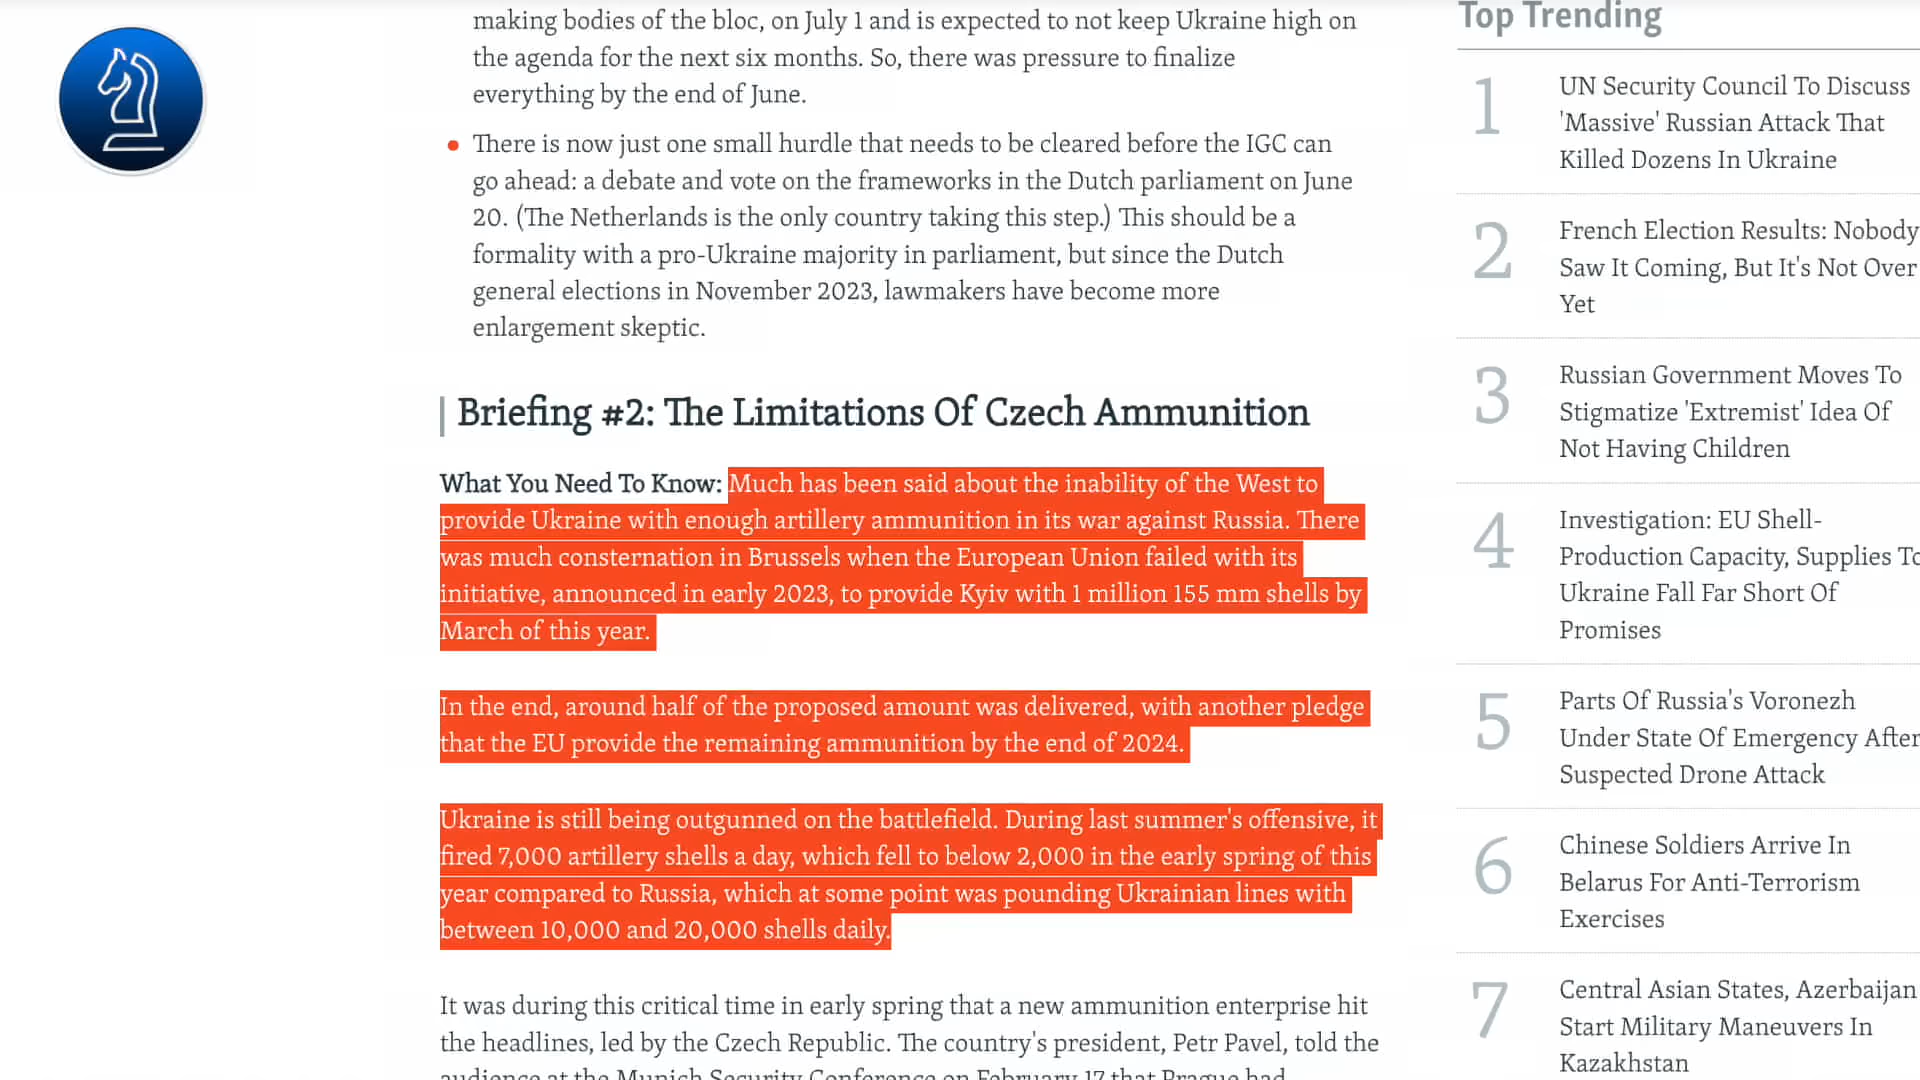 making bodies of the bloc, on July 1 and is expected to not keep Ukraine high on
the agenda for the next six months. So, there was pressure to finalize
everything by the end of June.
There is now just one small hurdle that needs to be cleared before the IGC can
go ahead: a debate and vote on the frameworks in the Dutch parliament on June
20. (The Netherlands is the only country taking this step.) This should be a
formality with a pro-Ukraine majority in parliament, but since the Dutch
general elections in November 2023, lawmakers have become more
enlargement skeptic.
Briefing #2: The Limitations Of Czech Ammunition
What You Need To Know: Much has been said about the inability of the West to
provide Ukraine with enough artillery ammunition in its war against Russia. There
was much consternation in Brussels when the European Union failed with its
initiative, announced in early 2023, to provide Kyiv with 1 million 155 mm shells by
March of this year.
In the end, around half of the proposed amount was delivered, with another pledge
that the EU provide the remaining ammunition by the end of 2024.
Ukraine is still being outgunned on the battlefield. During last summer's offensive, it
fired 7,000 artillery shells a day, which fell to below 2,000 in the early spring of this
year compared to Russia, which at some point was pounding Ukrainian lines with
between 10,000 and 20,000 shells daily.
It was during this critical time in early spring that a new ammunition enterprise hit
the headlines, led by the Czech Republic. The country's president, Petr Pavel, told the
audience at the Munich Security Conference on February 17 that Prague had
Top Trending
1
UN Security Council To Discuss
'Massive' Russian Attack That
Killed Dozens In Ukraine
2
French Election Results: Nobody
Saw It Coming, But It's Not Over
Yet
3
Russian Government Moves To
Stigmatize 'Extremist' Idea Of
Not Having Children
4
Investigation: EU Shell-
Production Capacity, Supplies To
Ukraine Fall Far Short Of
Promises
5
Parts Of Russia's Voronezh
Under State Of Emergency After
Suspected Drone Attack
6
Chinese Soldiers Arrive In
Belarus For Anti-Terrorism
Exercises
7
Central Asian States, Azerbaijan
Start Military Maneuvers In
Kazakhstan